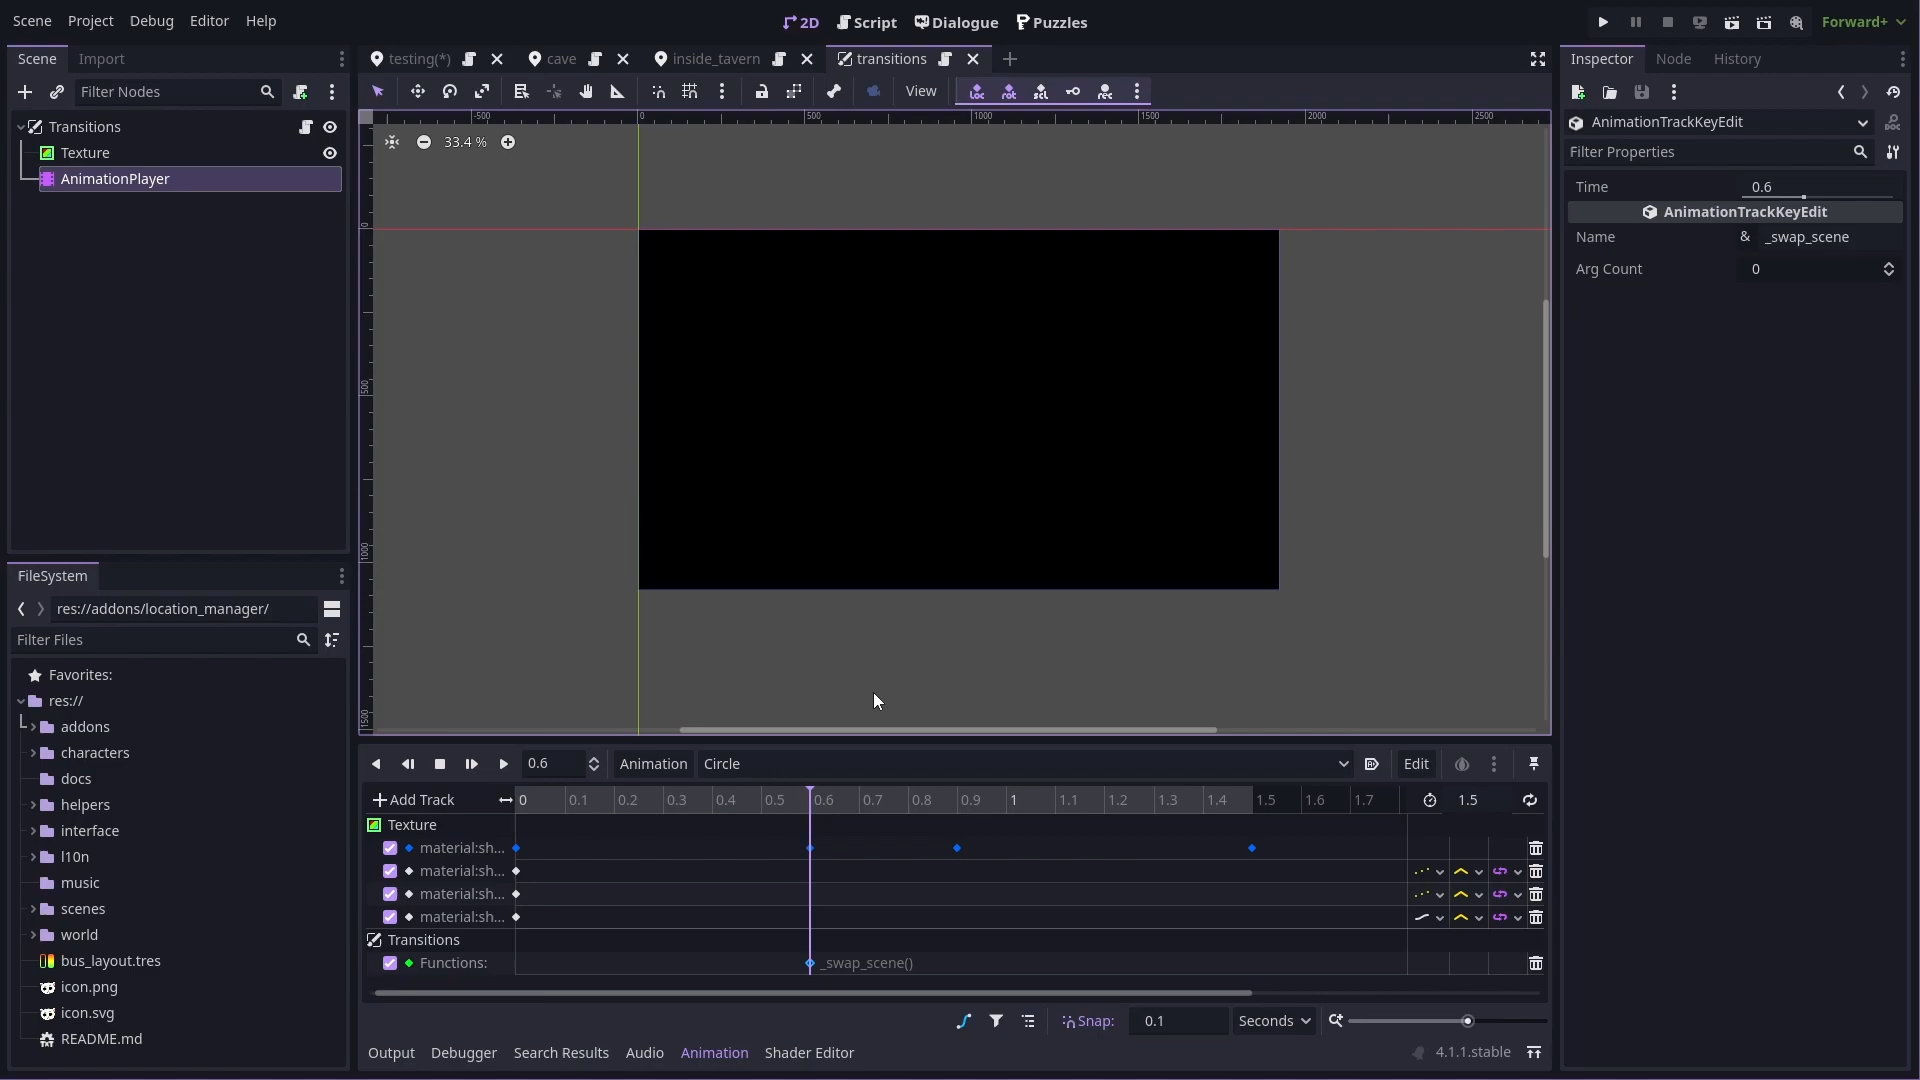 Scene Project Debug Editor Help 2D Script Dialogue Puzzles Forward+
Scene Import
testing(*) cave inside_tavern transitions
Inspector Node History
Filter Nodes
View
Transitions
Texture
AnimationPlayer
-500 0 500 1000 1500 2000 2500
33.4 %
0
500
1000
1500
AnimationTrackKeyEdit
Filter Properties
Time 0.6
AnimationTrackKeyEdit
Name & _swap_scene
Arg Count 0
FileSystem
res://addons/location_manager/
Filter Files
Favorites:
res://
addons
characters
docs
helpers
interface
l10n
music
scenes
world
bus_layout.tres
icon.png
icon.svg
README.md
0.6 Animation Circle Edit
Add Track 0 0.1 0.2 0.3 0.4 0.5 0.6 0.7 0.8 0.9 1 1.1 1.2 1.3 1.4 1.5 1.6 1.7 1.5
Texture
material:sh...
material:sh...
material:sh...
material:sh...
Transitions
Functions: _swap_scene()
Snap: 0.1 Seconds
Output Debugger Search Results Audio Animation Shader Editor 4.1.1.stable